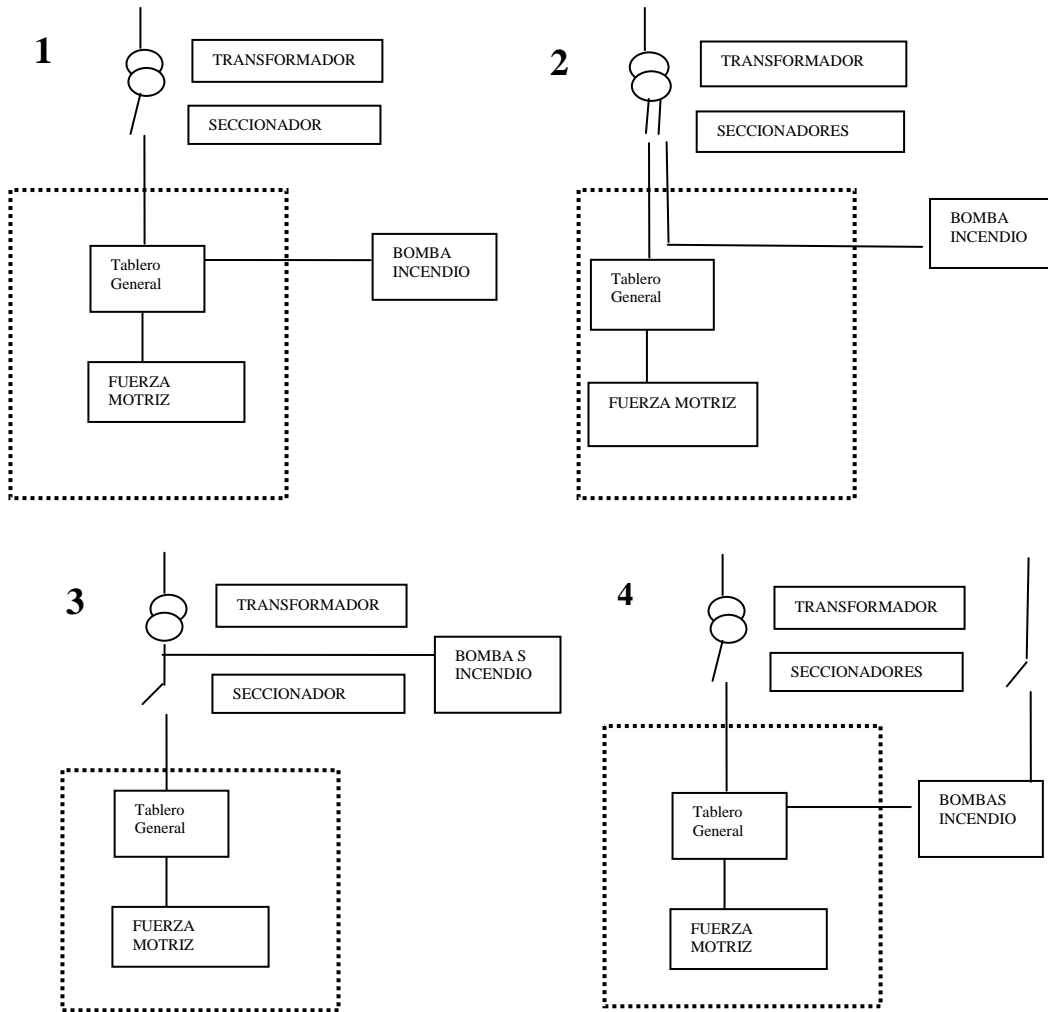 1
TRANSFORMADOR
SECCIONADOR
Tablero
General
BOMBA
INCENDIO
FUERZA
MOTRIZ
2
TRANSFORMADOR
SECCIONADORES
BOMBA
INCENDIO
Tablero
General
FUERZA MOTRIZ
3
TRANSFORMADOR
BOMBA S
INCENDIO
SECCIONADOR
Tablero
General
FUERZA
MOTRIZ
4
TRANSFORMADOR
SECCIONADORES
Tablero
General
BOMBAS
INCENDIO
FUERZA
MOTRIZ